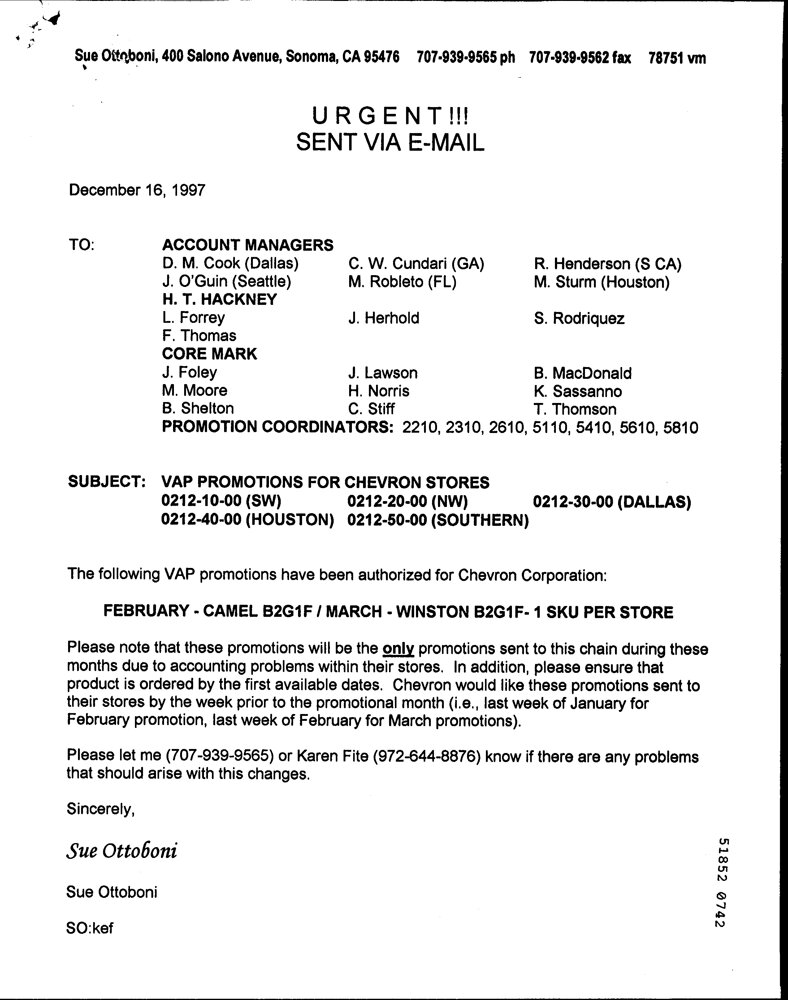 Sue Ottoboni, 400 Salono Avenue, Sonoma, CA 95476 707-939-9565 ph 707-939-9562 fax 78751 vm
URGENT!!!
SENT VIA E-MAIL
December 16, 1997
TO: ACCOUNT MANAGERS
D. M. Cook (Dallas) C. W. Cundari (GA) R. Henderson (S CA)
J. O'Guin (Seattle) M. Robleto (FL) M. Sturm (Houston)
H. T. HACKNEY
L. Forrey J. Herhold S. Rodriquez
F. Thomas
CORE MARK
J. Foley J. Lawson B. MacDonald
M. Moore H. Norris K. Sassanno
B. Shelton C. Stiff T. Thomson
PROMOTION COORDINATORS: 2210, 2310, 2610, 5110, 5410, 5610, 5810
SUBJECT: VAP PROMOTIONS FOR CHEVRON STORES
0212-10-00 (SW) 0212-20-00 (NW) 0212-30-00 (DALLAS)
0212-40-00 (HOUSTON) 0212-50-00 (SOUTHERN)
The following VAP promotions have been authorized for Chevron Corporation:
FEBRUARY - CAMEL B2G1F / MARCH - WINSTON B2G1F- 1 SKU PER STORE
Please note that these promotions will be the only promotions sent to this chain during these
months due to accounting problems within their stores. In addition, please ensure that
product is ordered by the first available dates. Chevron would like these promotions sent to
their stores by the week prior to the promotional month (i.e., last week of January for
February promotion, last week of February for March promotions).
Please let me (707-939-9565) or Karen Fite (972-644-8876) know if there are any problems
that should arise with this changes.
Sincerely,
Sue Ottoboni
Sue Ottoboni
SO:kef
51852 0742